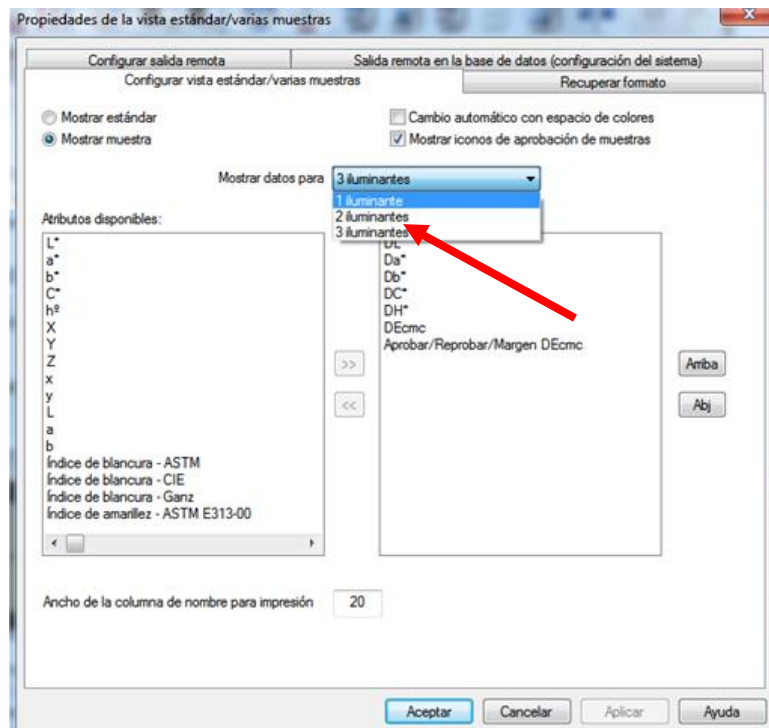 Propiedades de la vista estándar/varias muestras
Configurar salida remota
Salida remota en la base de datos (configuración del sistema)
Configurar vista estándar/varias muestras
Recuperar formato
Mostrar estándar
Cambio automático con espacio de colores
Mostrar muestra
Mostrar iconos de aprobación de muestras
Mostrar datos para
3 iluminantes
1 iluminante
2 iluminantes
3 iluminantes
Atributos disponibles:
L*
a*
b*
C*
hº
X
Y
Z
x
y
L
a
b
Índice de blancura - ASTM
Índice de blancura - CIE
Índice de blancura - Ganz
Índice de amarillez - ASTM E313-00
Da*
Db*
DC*
DH*
DEcmc
Aprobar/Reprobar/Margen DEcmc
>>
<<
Arriba
Abj
Ancho de la columna de nombre para impresión
20
Aceptar
Cancelar
Aplicar
Ayuda